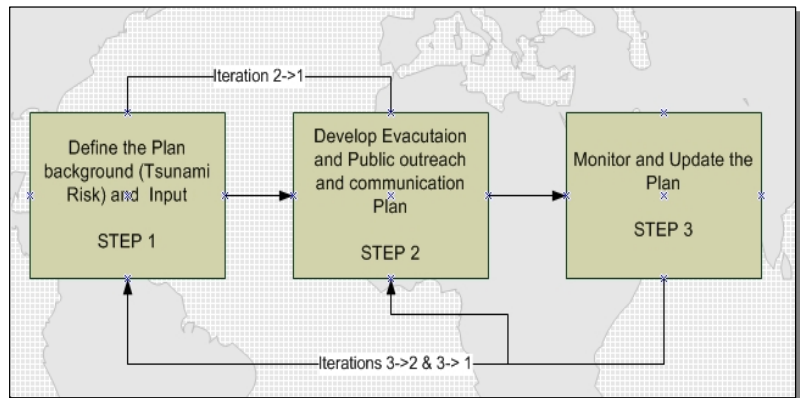 Iteration 2->1
Define the Plan
background (Tsunami
Risk) and Input
STEP 1
Develop Evacutaion
and Public outreach
and communication
Plan
STEP 2
Monitor and Update the
Plan
STEP 3
Iterations 3->2 & 3-> 1